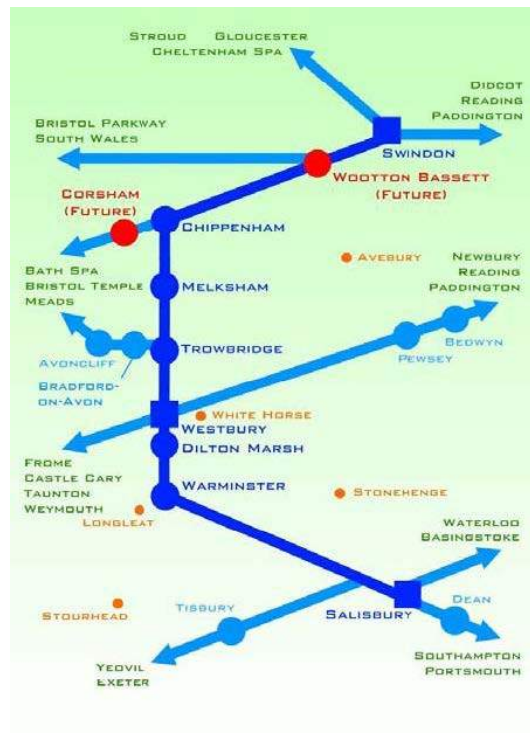 STROUD GLOUCESTER
CHELTENHAM SPA
DIDCOT
READING
PADDINGTON
BRISTOL PARKWAY
SOUTH WALES
SWINDON
WOOTTON BASSETT
(FUTURE)
CORSHAM
(FUTURE)
CHIPPENHAM
AVEBURY
NEWBURY
READING
PADDINGTON
BATH SPA
BRISTOL TEMPLE
MEADS
MELKSHAM
BEDWYN
PEWSEY
TROWBRIDGE
AVONCLIFF
BRADFORD-
ON-AVON
WHITE HORSE
WESTBURY
DILTON MARSH
FROME
CASTLE CARY
TAUNTON
WEYMOUTH
WARMINSTER
STONEHENGE
LONGLEAT
WATERLOO
BASINGSTOKE
STOURHEAD
TISBURY
DEAN
SALISBURY
SOUTHAMPTON
PORTSMOUTH
YEOVIL
EXETER